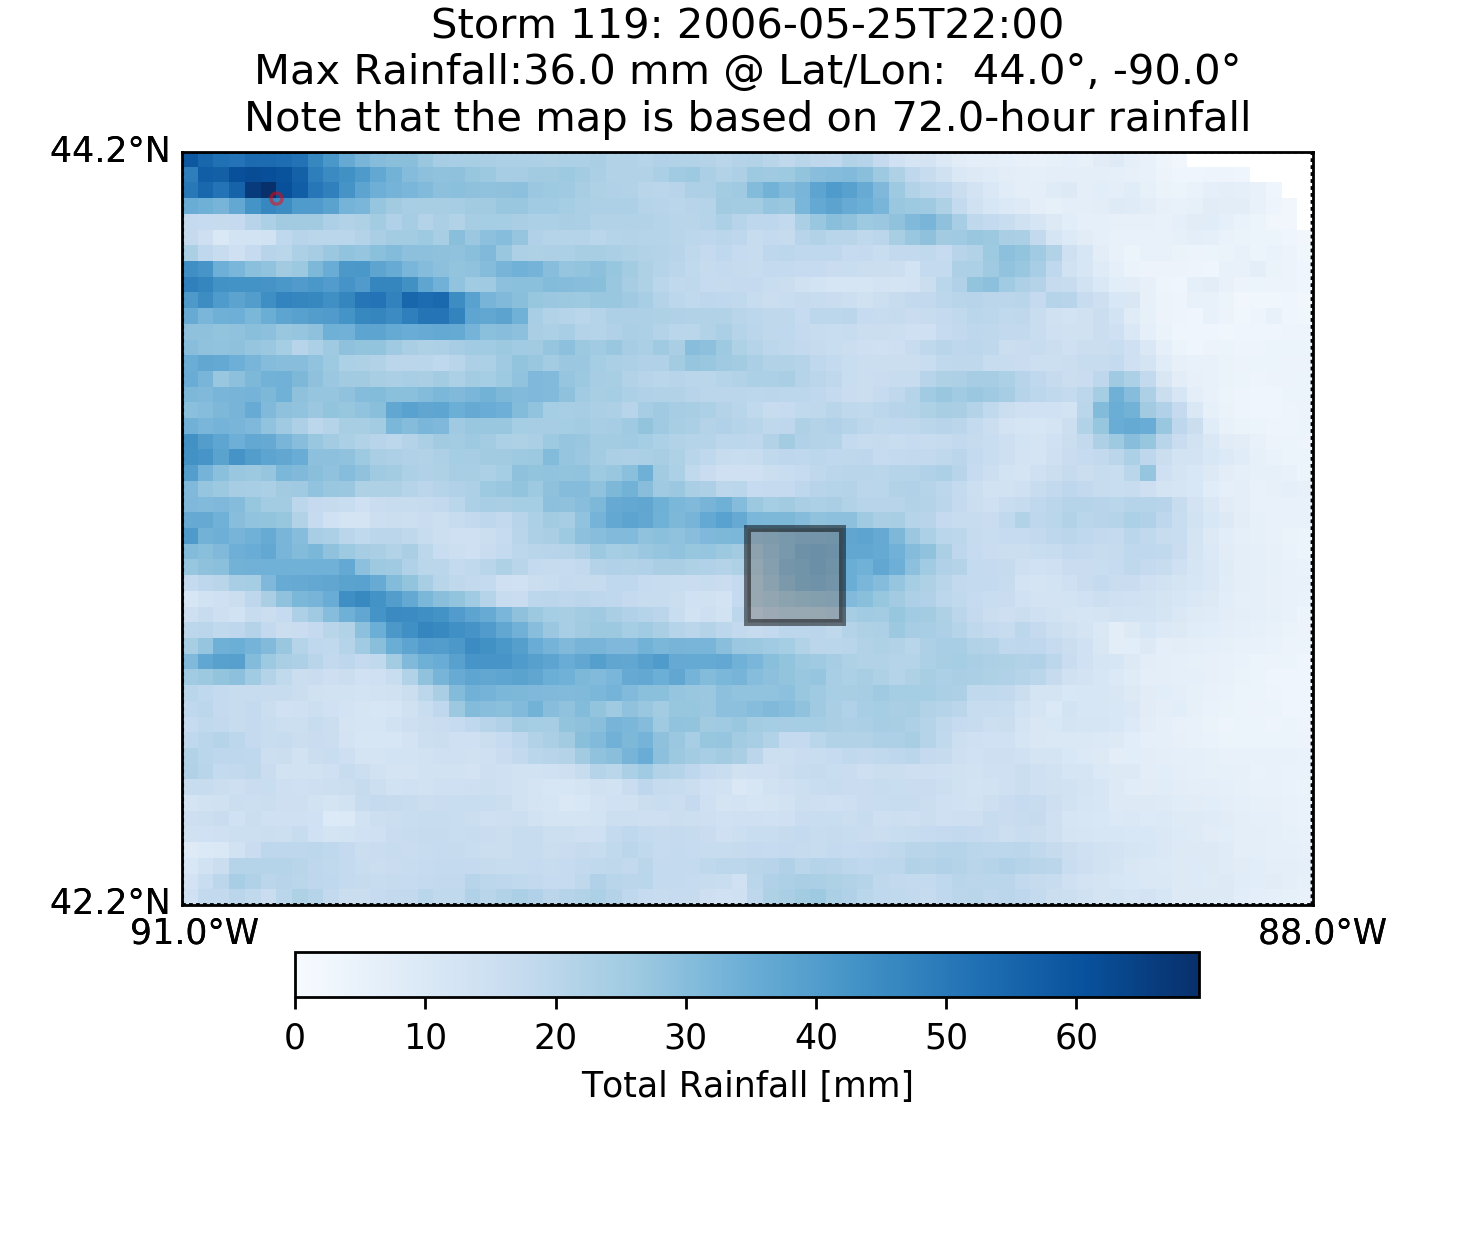 Storm 119: 2006-05-25T22:00
Max Rainfall:36.0 mm @ Lat/Lon:  44.0°, -90.0°
Note that the map is based on 72.0-hour rainfall
44.2°N
42.2°N
91.0°W
88.0°W
0 10 20 30 40 50 60
Total Rainfall [mm]